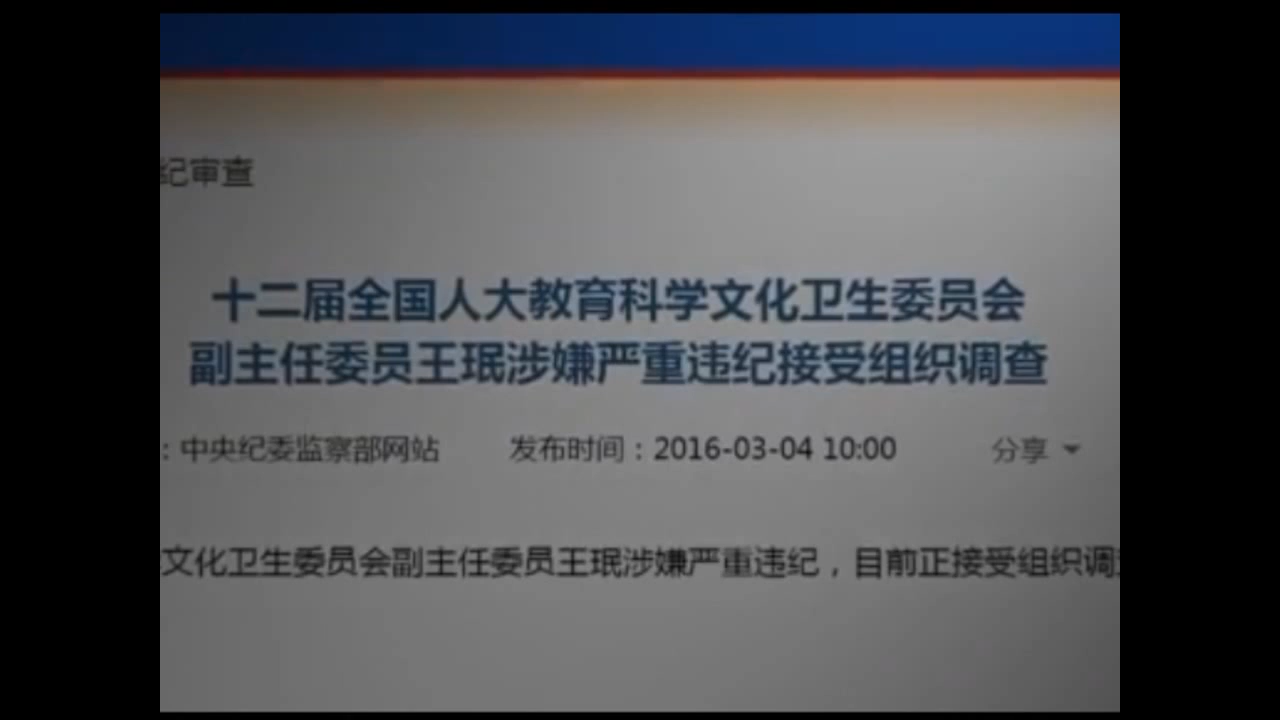 纪审查
十二届全国人大教育科学文化卫生委员会
副主任委员王珉涉嫌严重违纪接受组织调查
：中央纪委监察部网站 发布时间：2016-03-04 10:00 分享
文化卫生委员会副主任委员王珉涉嫌严重违纪，目前正接受组织调